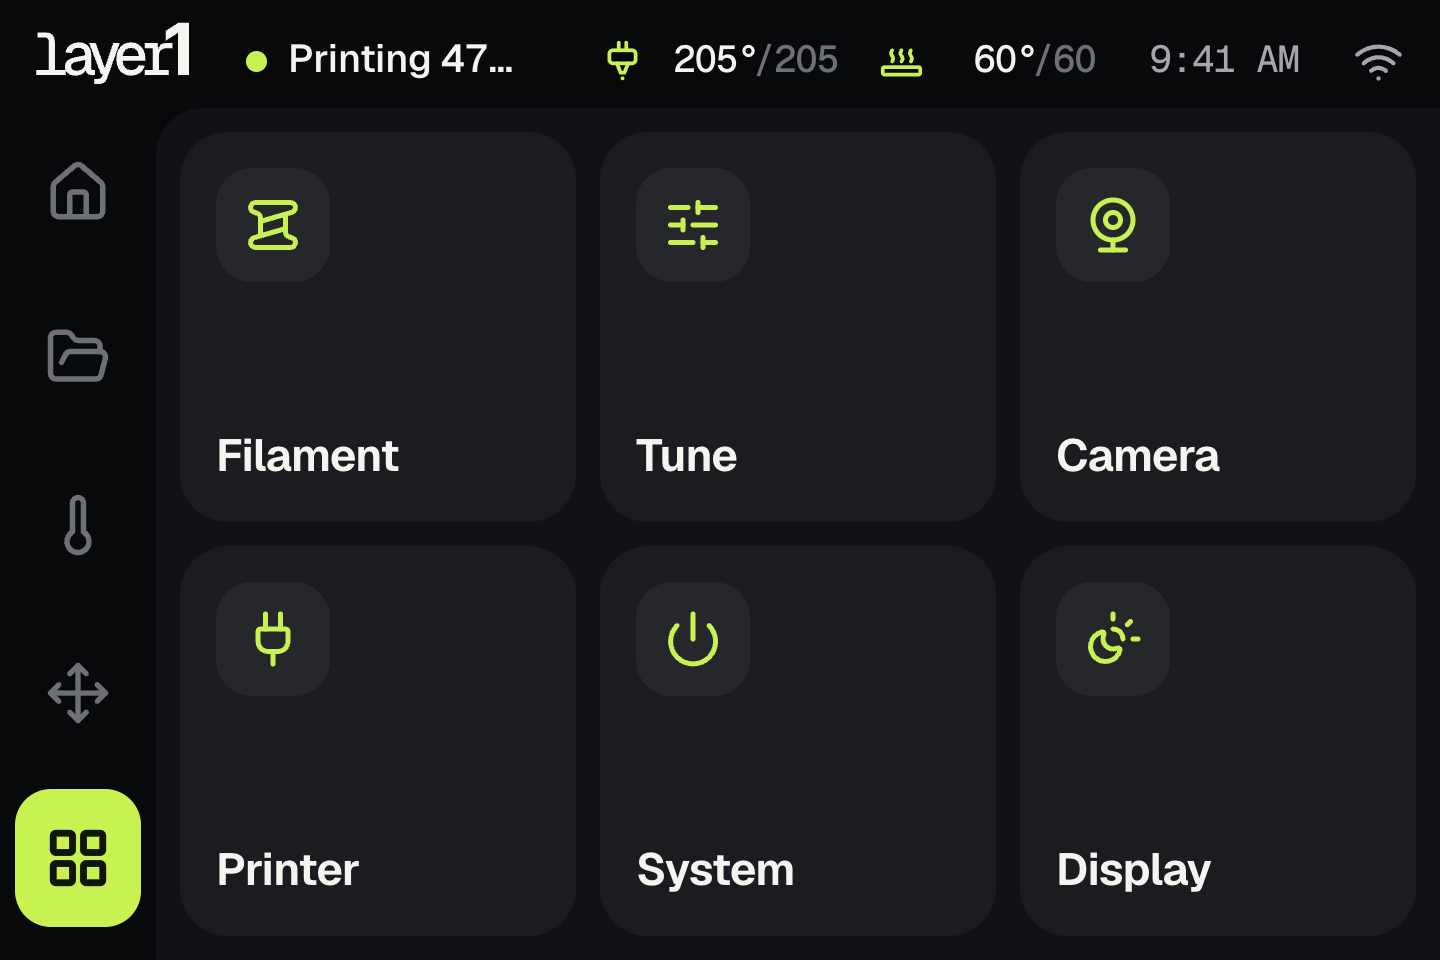 layer1
Printing 47...
205°/205
60°/60
9:41 AM
Filament
Tune
Camera
Printer
System
Display